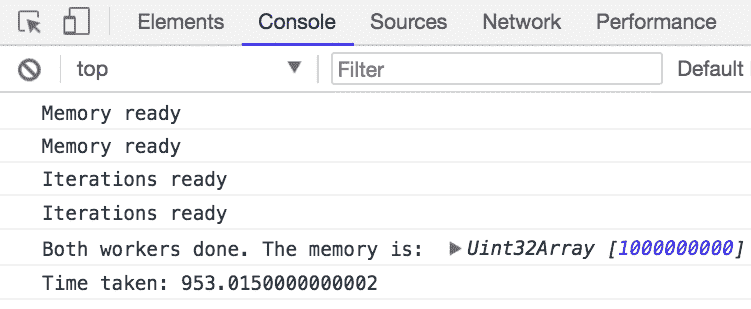 Elements Console Sources Network Performance
top Filter Default
Memory ready
Memory ready
Iterations ready
Iterations ready
Both workers done. The memory is: Uint32Array [1000000000]
Time taken: 953.0150000000002